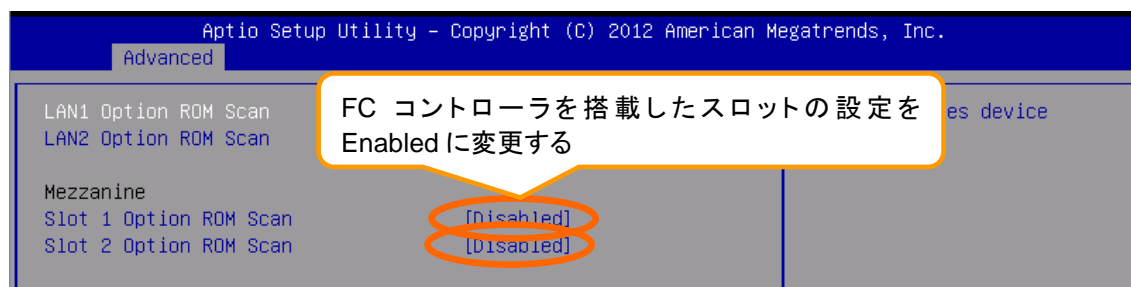 Aptio Setup Utility – Copyright (C) 2012 American Megatrends, Inc.
Advanced
LAN1 Option ROM Scan
LAN2 Option ROM Scan
FC コントローラを搭載したスロットの設定を
Enabled に変更する
es device
Mezzanine
Slot 1 Option ROM Scan [Disabled]
Slot 2 Option ROM Scan [Disabled]